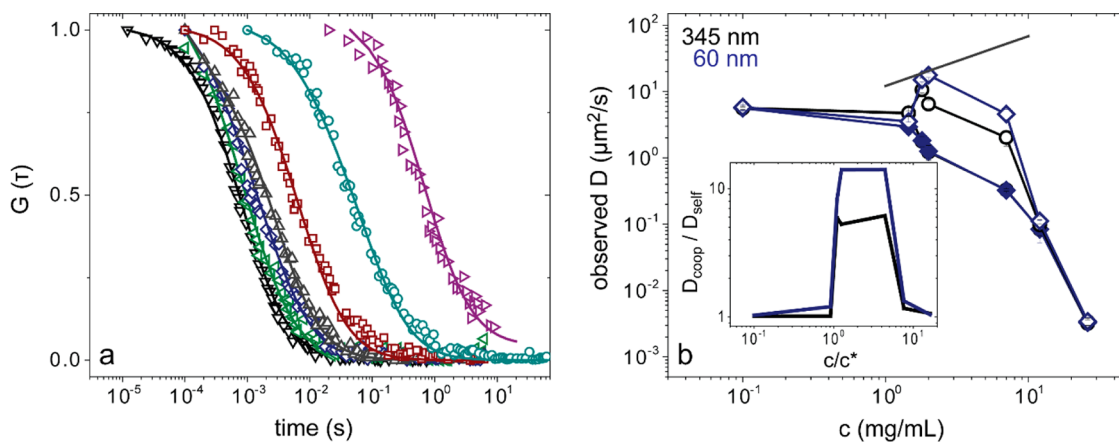 1.0
0.5
0.0
G (τ)
a
10⁻⁵ 10⁻⁴ 10⁻³ 10⁻² 10⁻¹ 10⁰ 10¹
time (s)
345 nm
60 nm
10²
10¹
10⁰
10⁻¹
10⁻²
10⁻³
observed D (μm²/s)
b
10
1
D_coop / D_self
10⁻¹ 10⁰ 10¹
c/c*
10⁻¹ 10⁰ 10¹
c (mg/mL)